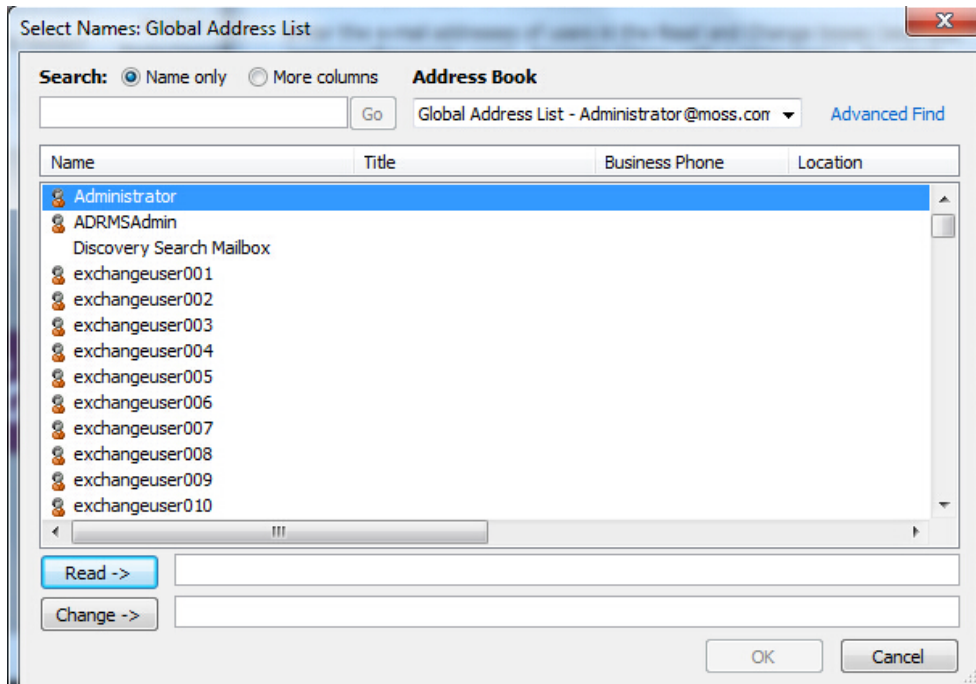 Select Names: Global Address List
Search: Name only More columns Address Book
Go Global Address List - Administrator@moss.com Advanced Find
Name Title Business Phone Location
Administrator
ADRMSAdmin
Discovery Search Mailbox
exchangeuser001
exchangeuser002
exchangeuser003
exchangeuser004
exchangeuser005
exchangeuser006
exchangeuser007
exchangeuser008
exchangeuser009
exchangeuser010
Read ->
Change ->
OK Cancel